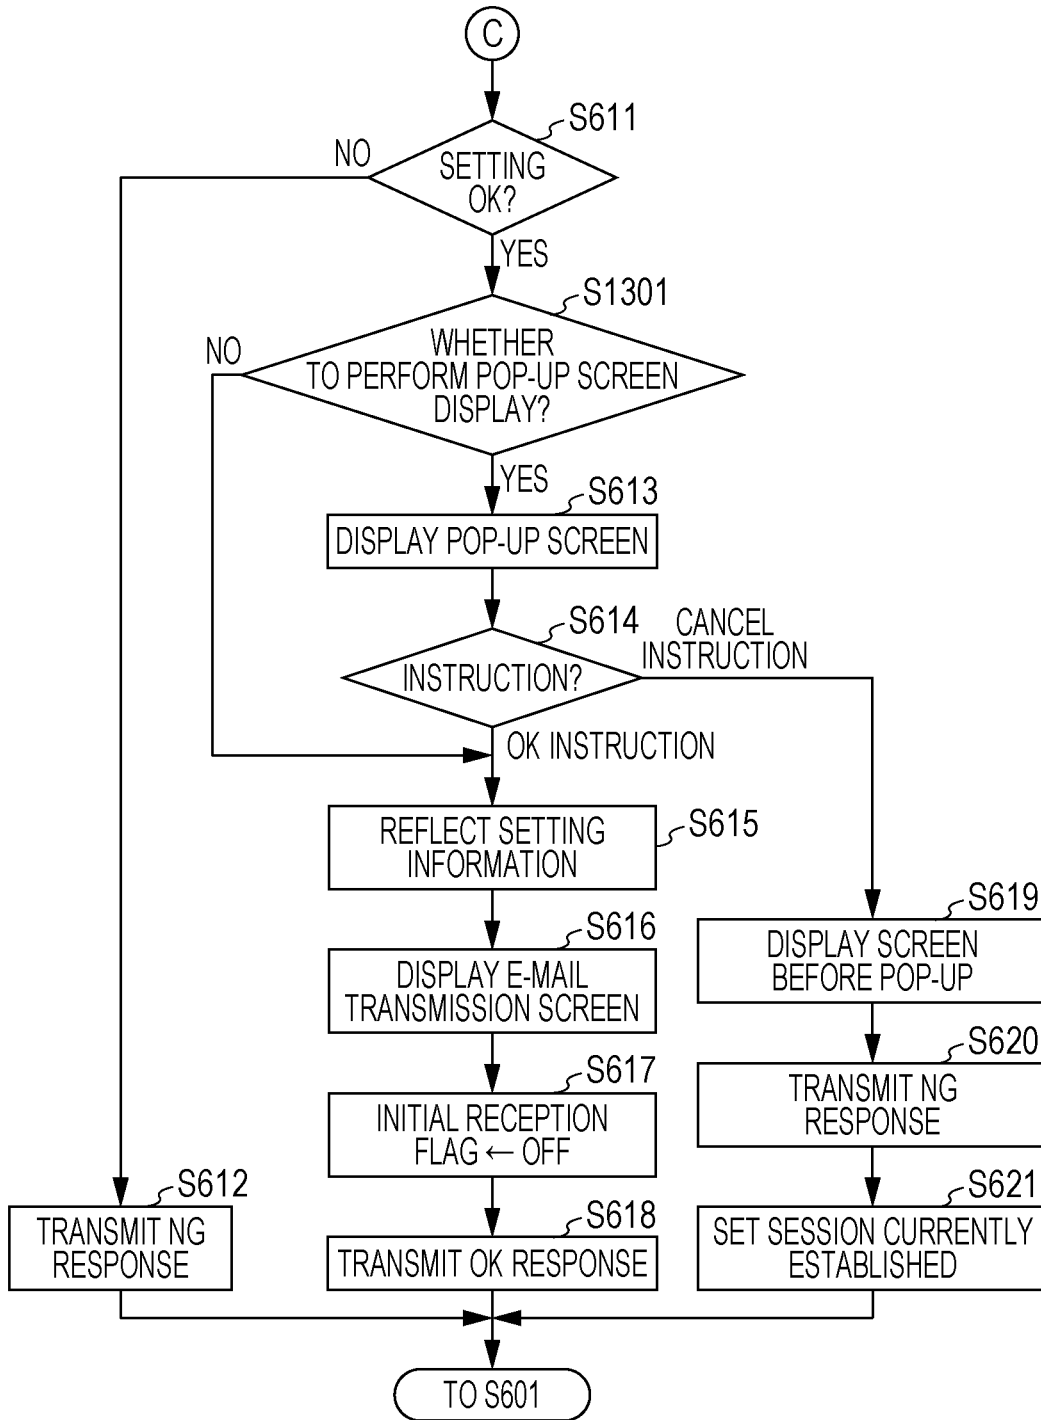 C
S611
NO
SETTING
OK?
YES
S1301
NO
WHETHER
TO PERFORM POP-UP SCREEN
DISPLAY?
YES
S613
DISPLAY POP-UP SCREEN
S614
CANCEL
INSTRUCTION
INSTRUCTION?
OK INSTRUCTION
REFLECT SETTING
INFORMATION
S615
S616
DISPLAY E-MAIL
TRANSMISSION SCREEN
S619
DISPLAY SCREEN
BEFORE POP-UP
S617
INITIAL RECEPTION
FLAG ← OFF
S620
TRANSMIT NG
RESPONSE
S612
TRANSMIT NG
RESPONSE
S618
TRANSMIT OK RESPONSE
S621
SET SESSION CURRENTLY
ESTABLISHED
TO S601